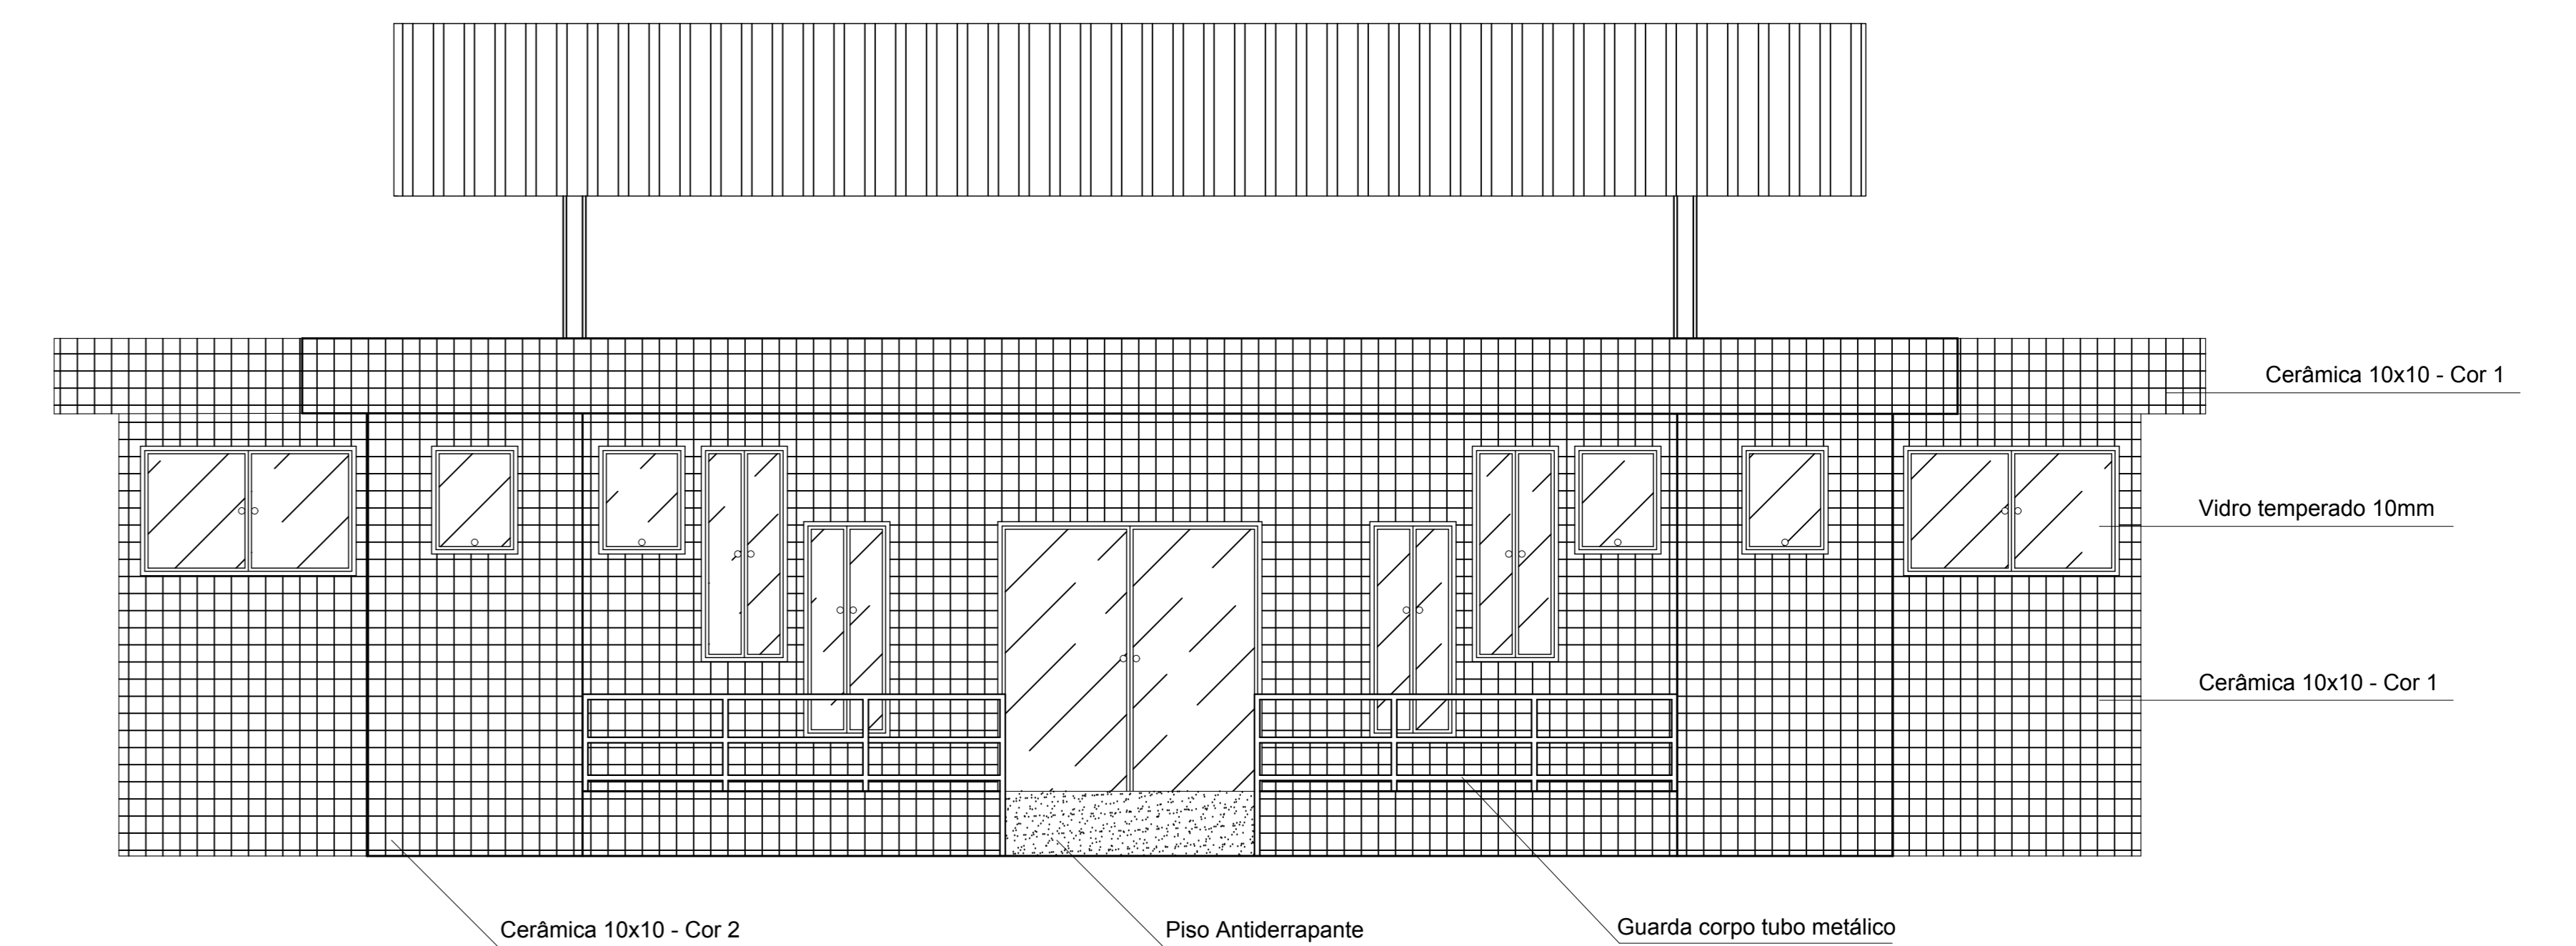 Cerâmica 10x10 - Cor 1
Vidro temperado 10mm
Cerâmica 10x10 - Cor 1
Cerâmica 10x10 - Cor 2
Piso Antiderrapante
Guarda corpo tubo metálico